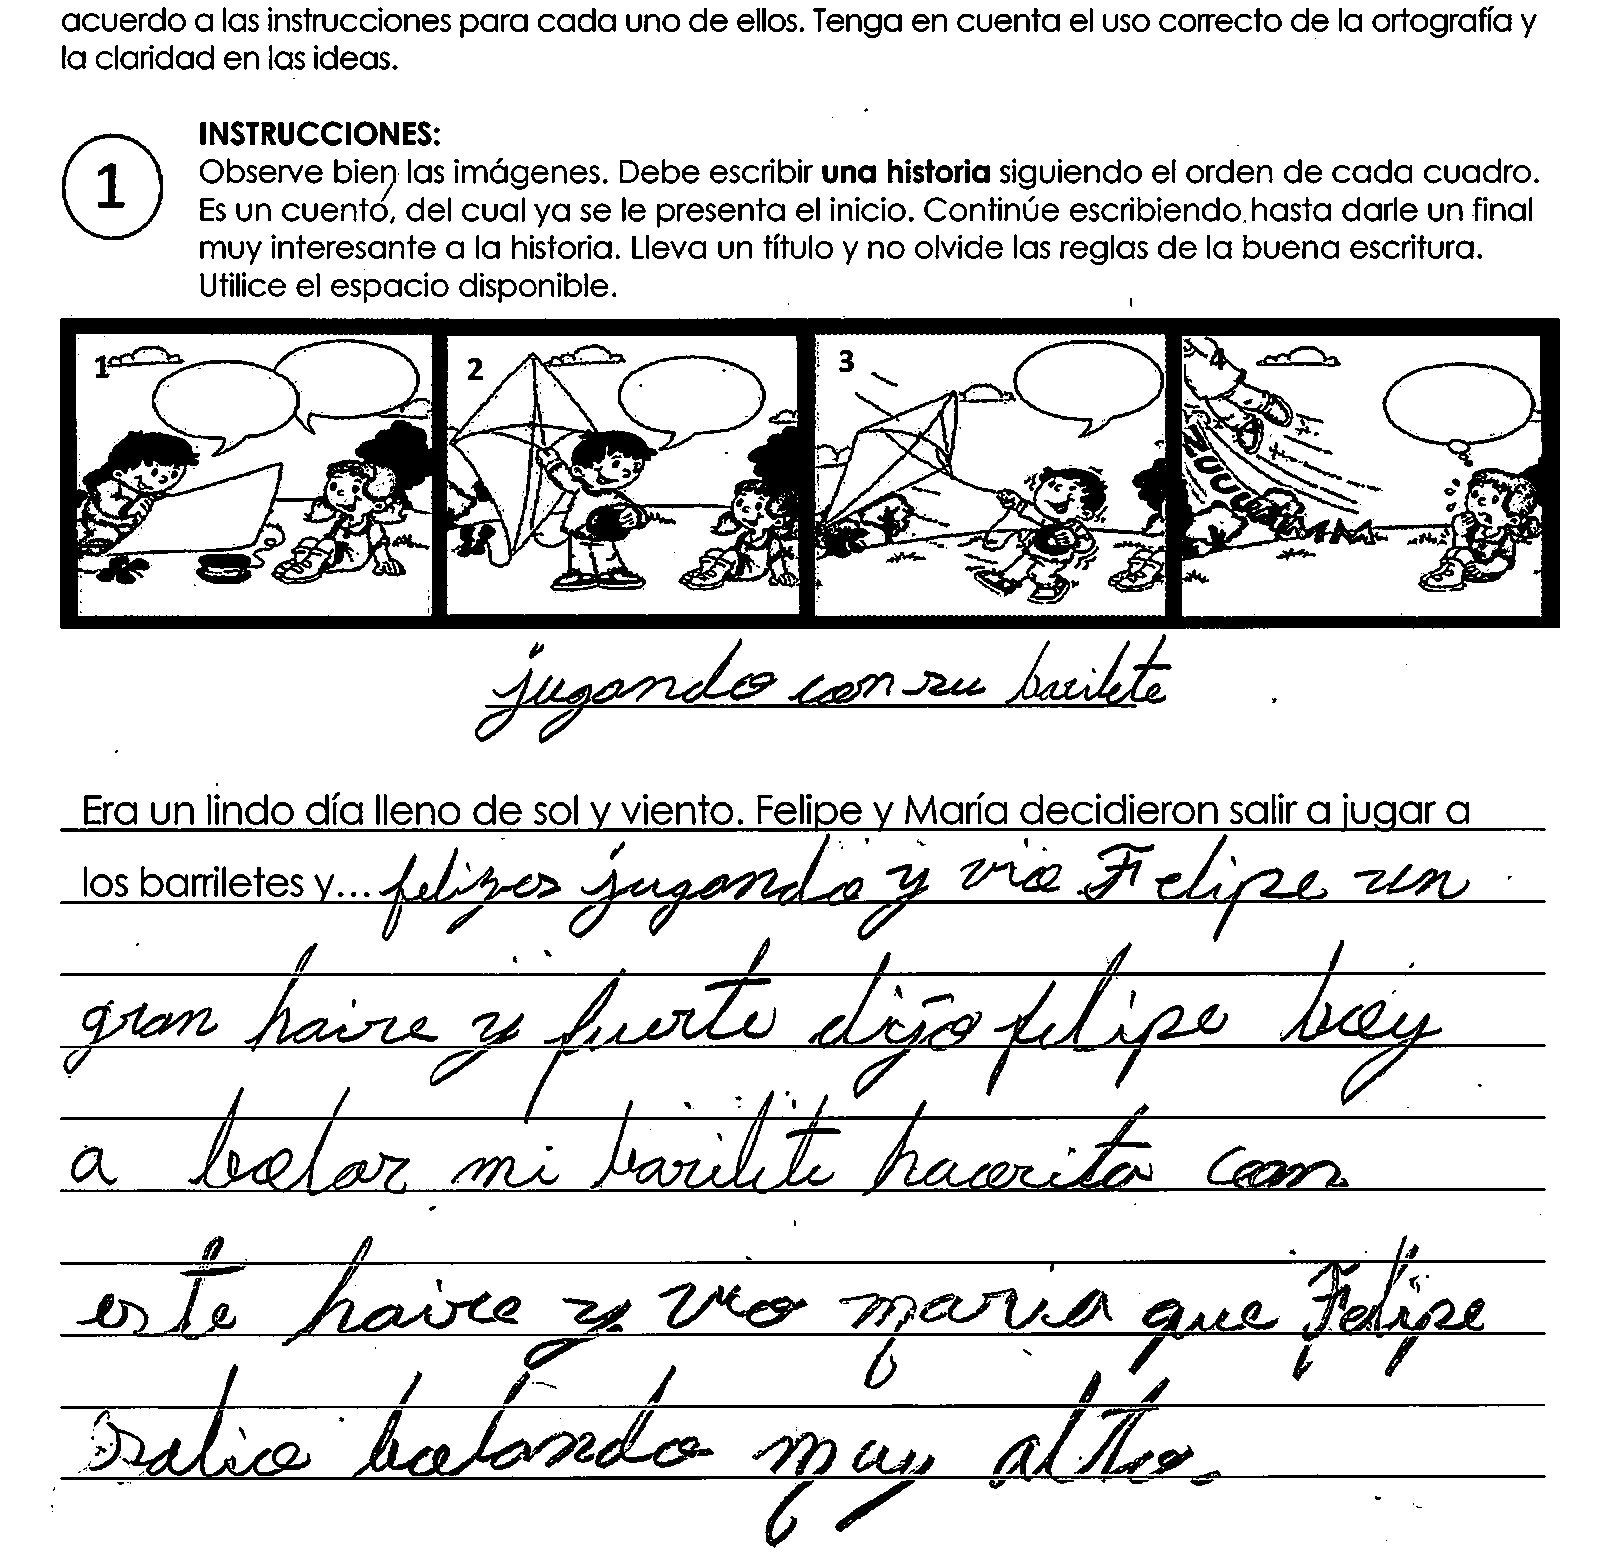 acuerdo a las instrucciones para cada uno de ellos. Tenga en cuenta el uso correcto de la ortografía y
la claridad en las ideas.
1
INSTRUCCIONES:
Observe bien las imágenes. Debe escribir una historia siguiendo el orden de cada cuadro.
Es un cuento, del cual ya se le presenta el inicio. Continúe escribiendo hasta darle un final
muy interesante a la historia. Lleva un título y no olvide las reglas de la buena escritura.
Utilice el espacio disponible.
1 2 3 4
jugando con su barilete
Era un lindo día lleno de sol y viento. Felipe y María decidieron salir a jugar a
los barriletes y... felizes jugando y vio Felipe un
gran haire y fuerte dijo felipe boy
a bolar mi barilete haorita con
este haire y vio maria que Felipe
salio bolando muy alto.